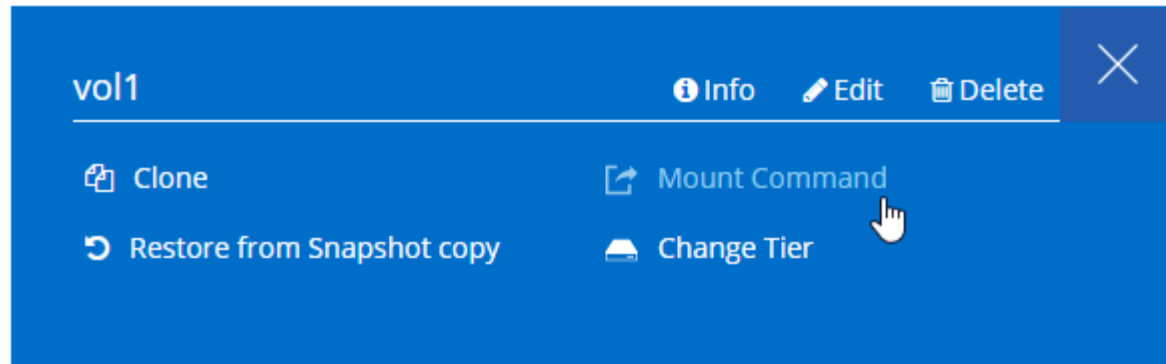 vol1
Info Edit Delete
Clone
Mount Command
Restore from Snapshot copy
Change Tier